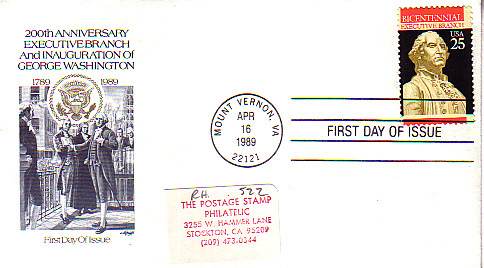 200th ANNIVERSARY
EXECUTIVE BRANCH
And INAUGURATION of
GEORGE WASHINGTON
1789 1989
First Day Of Issue
MOUNT VERNON, VA
APR
16
1989
22121
BICENTENNIAL
EXECUTIVE BRANCH
USA
25
FIRST DAY OF ISSUE
RH. 522
THE POSTAGE STAMP
PHILATELIC
3255 W. HAMMER LANE
STOCKTON, CA 95209
(209) 473-0344